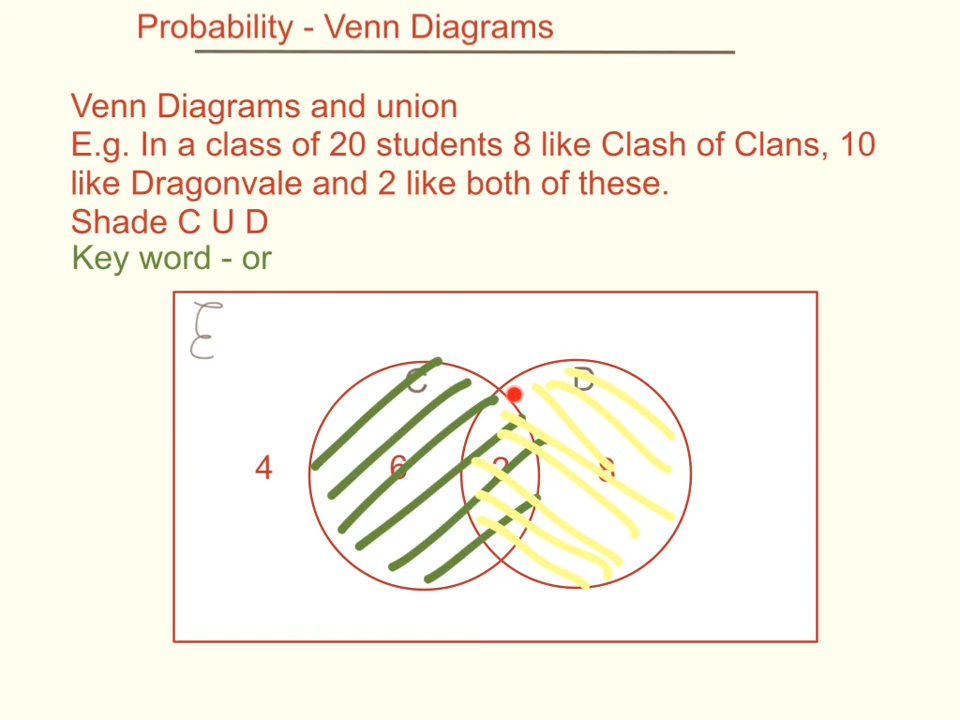 Probability - Venn Diagrams
Venn Diagrams and union
E.g. In a class of 20 students 8 like Clash of Clans, 10
like Dragonvale and 2 like both of these.
Shade C U D
Key word - or
ℰ
C D
4 6 2 8